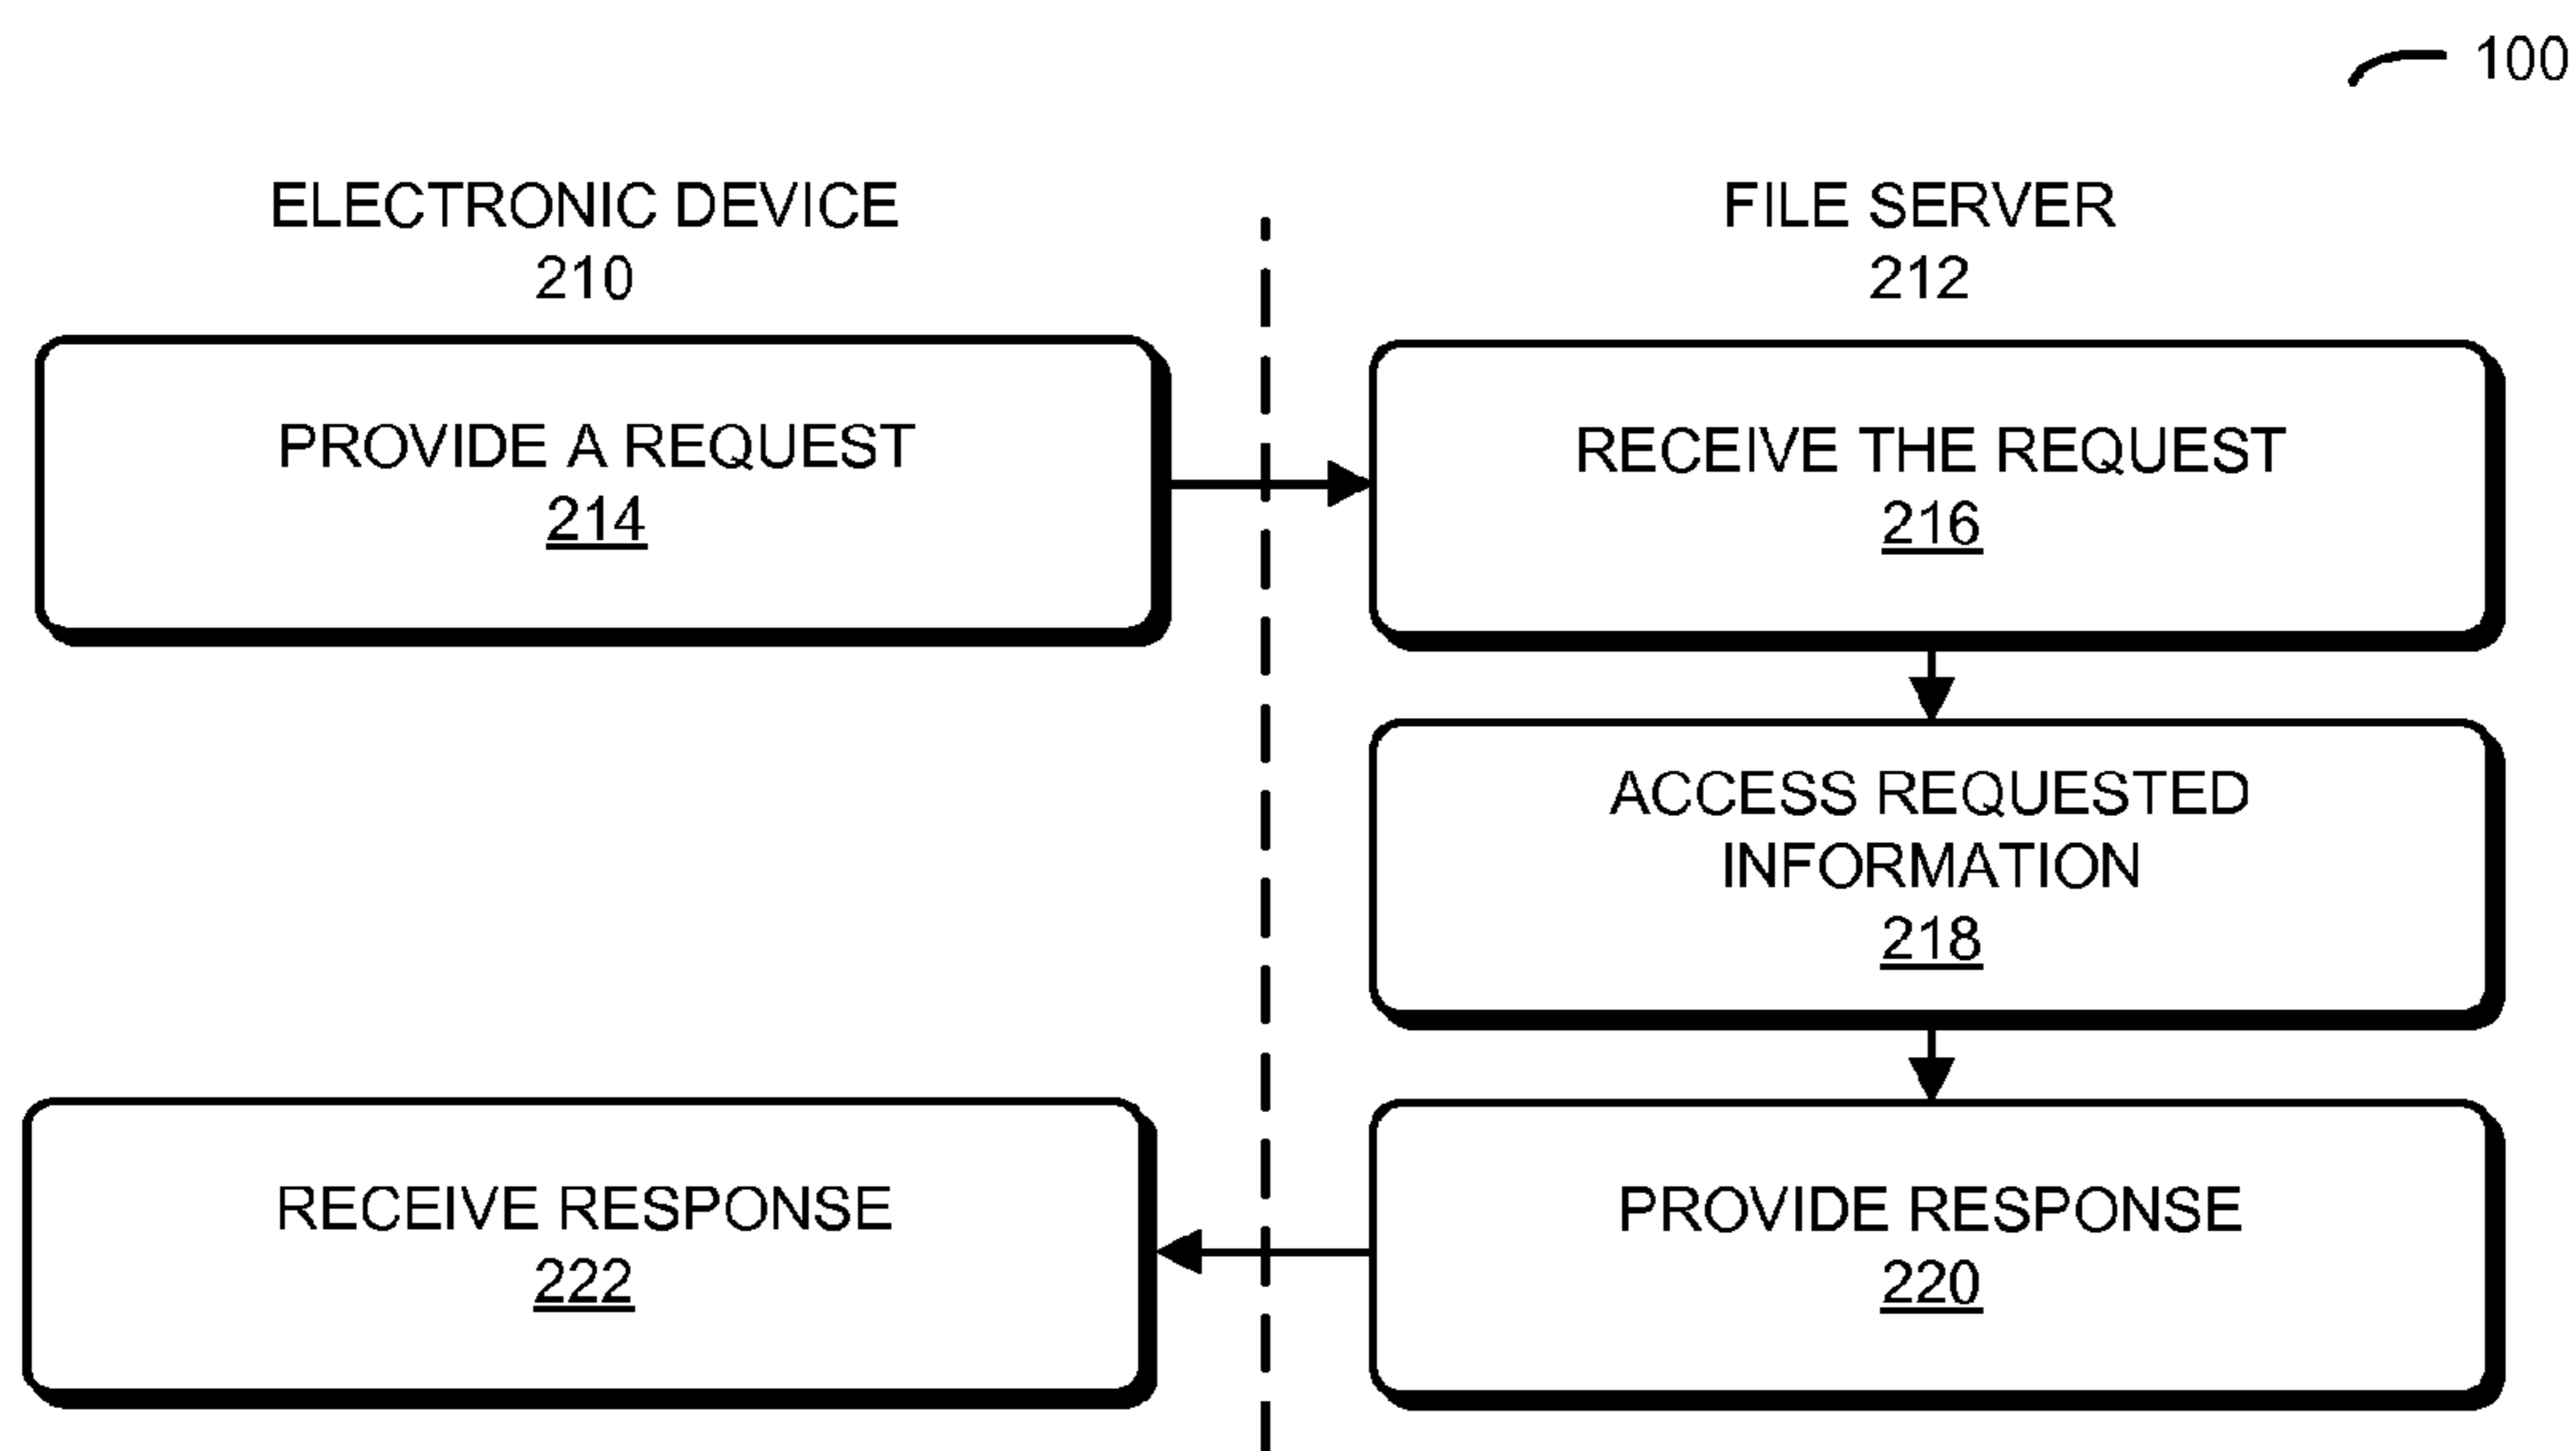 100
ELECTRONIC DEVICE
210
FILE SERVER
212
PROVIDE A REQUEST
214
RECEIVE THE REQUEST
216
ACCESS REQUESTED
INFORMATION
218
RECEIVE RESPONSE
222
PROVIDE RESPONSE
220